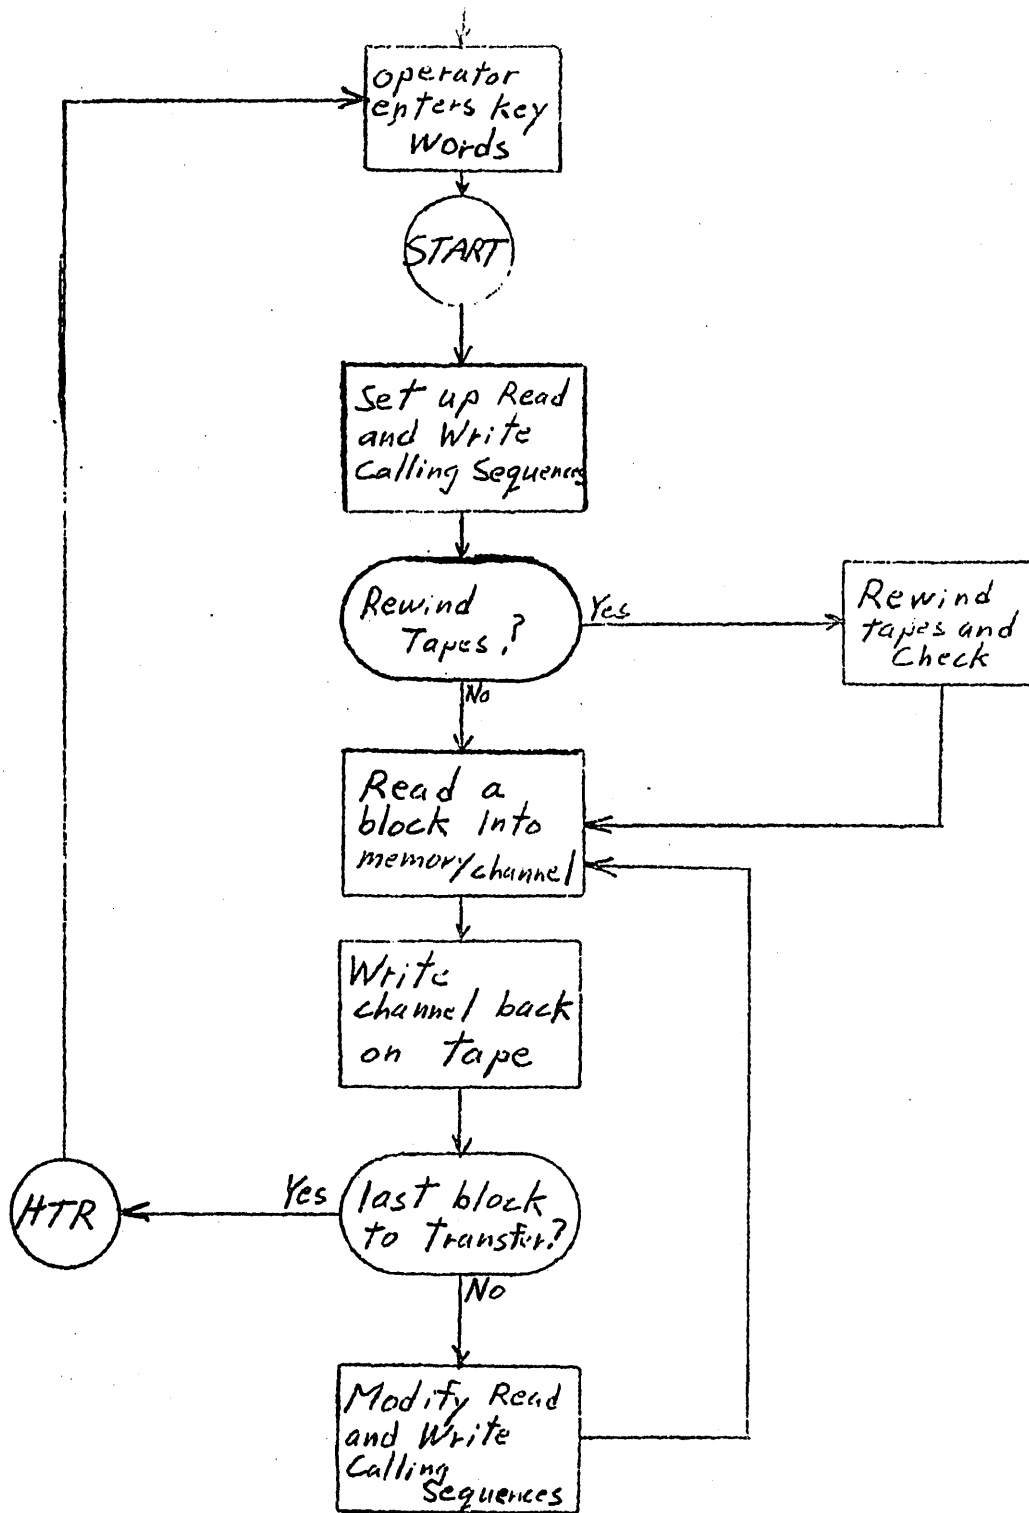 operator
enters key
Words
START
Set up Read
and Write
Calling Sequences
Rewind
Tapes?
Yes
Rewind
tapes and
Check
No
Read a
block into
memory/channel
Write
channel back
on tape
last block
to Transfer?
Yes
HTR
No
Modify Read
and Write
Calling
Sequences